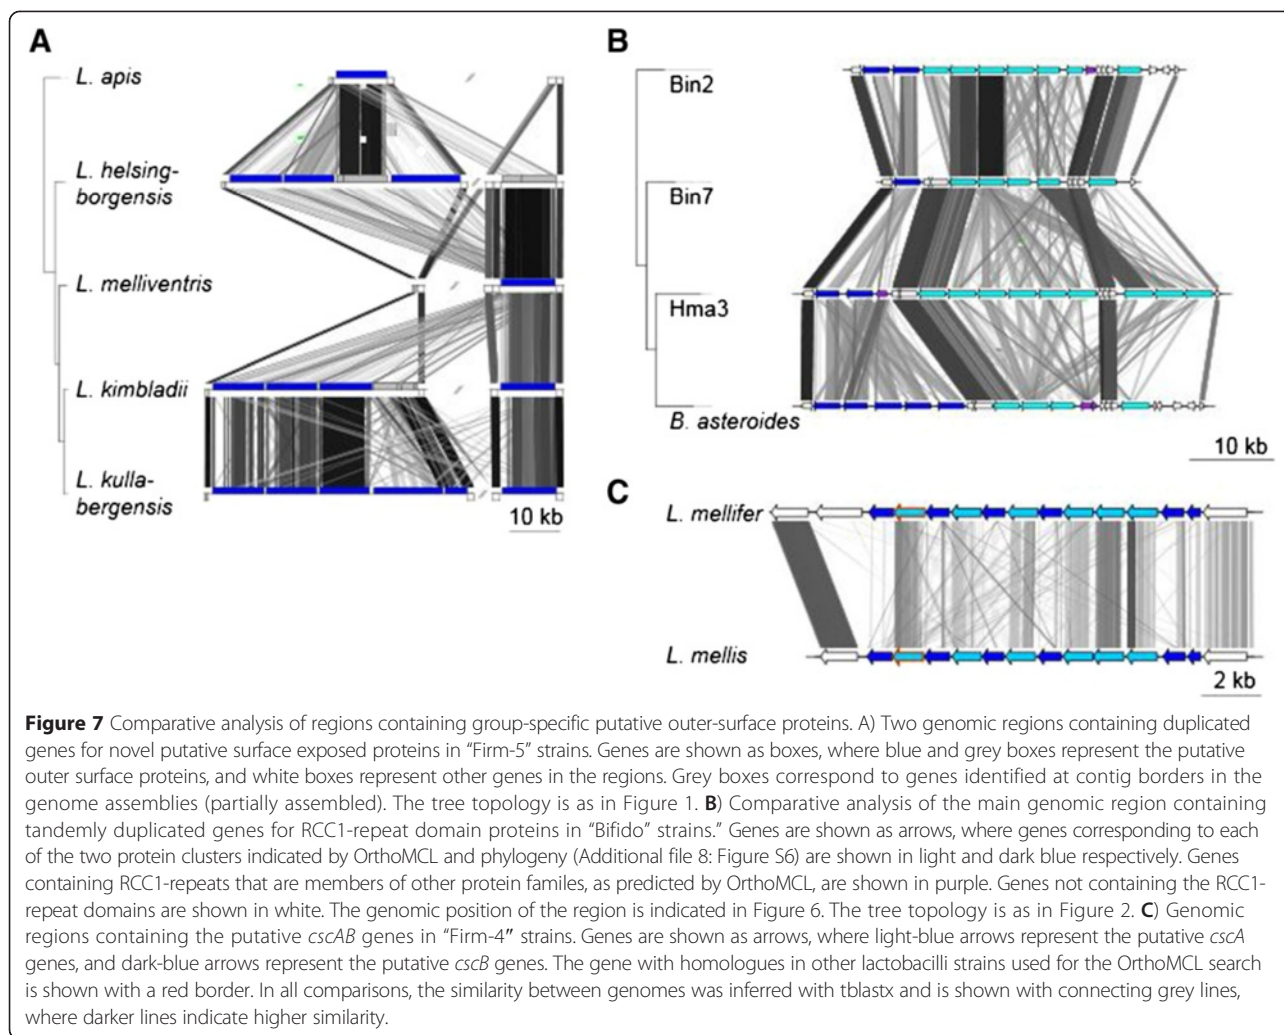 A
L. apis
L. helsing-
borgensis
L. melliventris
L. kimbladii
L. kulla-
bergensis
10 kb
B
Bin2
Bin7
Hma3
B. asteroides
10 kb
C
L. mellifer
L. mellis
2 kb
Figure 7 Comparative analysis of regions containing group-specific putative outer-surface proteins. A) Two genomic regions containing duplicated
genes for novel putative surface exposed proteins in “Firm-5” strains. Genes are shown as boxes, where blue and grey boxes represent the putative
outer surface proteins, and white boxes represent other genes in the regions. Grey boxes correspond to genes identified at contig borders in the
genome assemblies (partially assembled). The tree topology is as in Figure 1. B) Comparative analysis of the main genomic region containing
tandemly duplicated genes for RCC1-repeat domain proteins in “Bifido” strains.” Genes are shown as arrows, where genes corresponding to each
of the two protein clusters indicated by OrthoMCL and phylogeny (Additional file 8: Figure S6) are shown in light and dark blue respectively. Genes
containing RCC1-repeats that are members of other protein familes, as predicted by OrthoMCL, are shown in purple. Genes not containing the RCC1-
repeat domains are shown in white. The genomic position of the region is indicated in Figure 6. The tree topology is as in Figure 2. C) Genomic
regions containing the putative cscAB genes in “Firm-4″ strains. Genes are shown as arrows, where light-blue arrows represent the putative cscA
genes, and dark-blue arrows represent the putative cscB genes. The gene with homologues in other lactobacilli strains used for the OrthoMCL search
is shown with a red border. In all comparisons, the similarity between genomes was inferred with tblastx and is shown with connecting grey lines,
where darker lines indicate higher similarity.